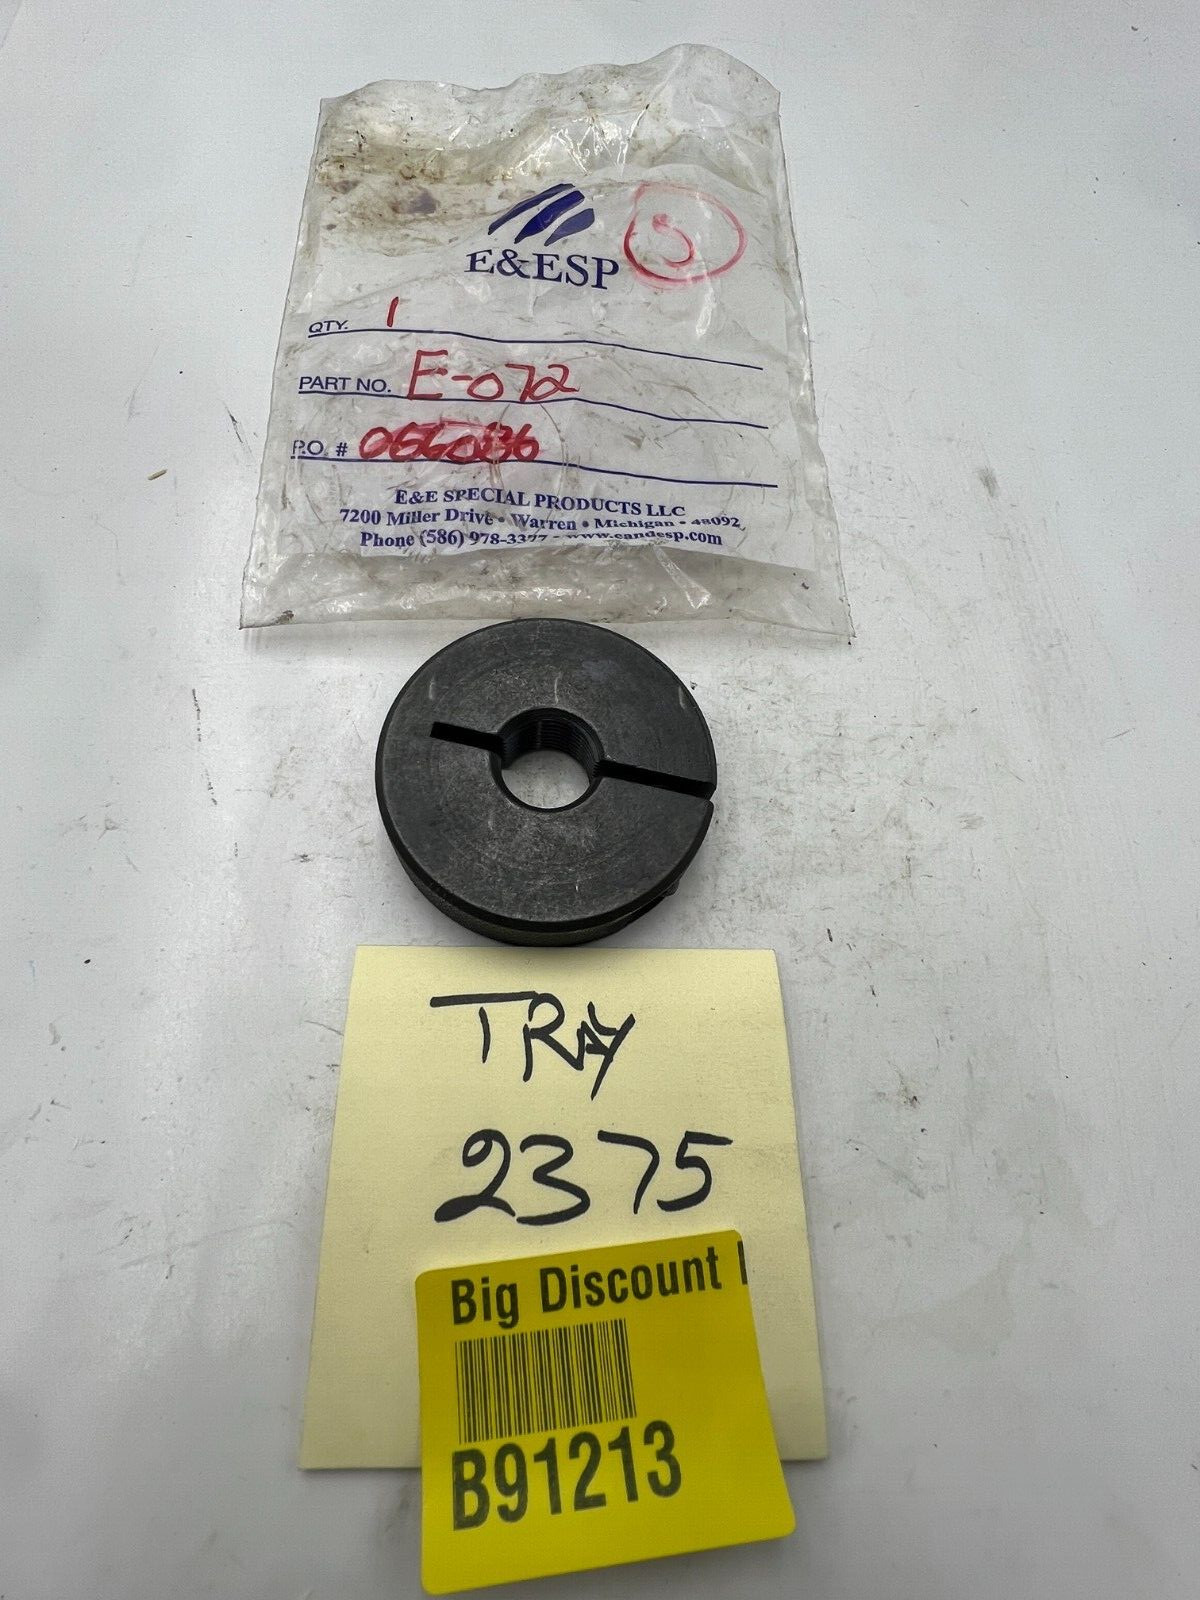 E&ESP
QTY. 1
PART NO. E-072
P.O. #
E&E SPECIAL PRODUCTS LLC
7200 Miller Drive • Warren • Michigan • 48092
Phone (586) 978-3377 - www.eandesp.com
TRAY
2375
Big Discount
B91213